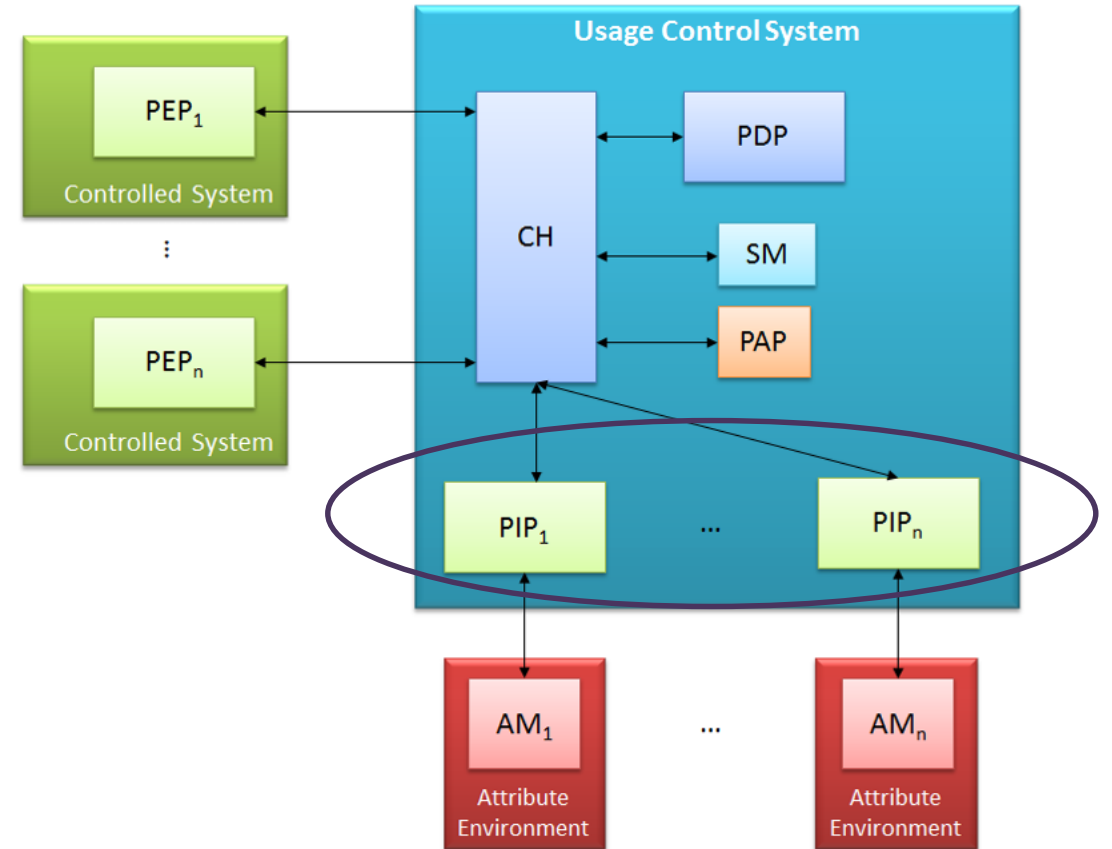 Usage Control System
PEP₁
Controlled System
⋮
PEPₙ
Controlled System
CH
PDP
SM
PAP
PIP₁
...
PIPₙ
AM₁
Attribute
Environment
...
AMₙ
Attribute
Environment